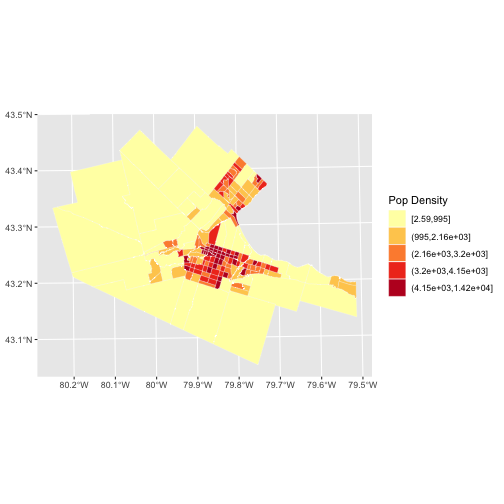 43.5°N
43.4°N
43.3°N
43.2°N
43.1°N
80.2°W 80.1°W 80°W 79.9°W 79.8°W 79.7°W 79.6°W 79.5°W
Pop Density
[2.59,995]
(995,2.16e+03]
(2.16e+03,3.2e+03]
(3.2e+03,4.15e+03]
(4.15e+03,1.42e+04]